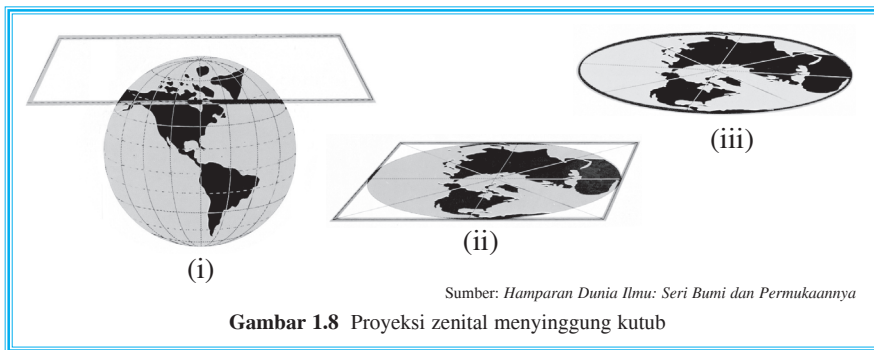 (iii)
(ii)
(i)
Sumber: Hamparan Dunia Ilmu: Seri Bumi dan Permukaannya
Gambar 1.8 Proyeksi zenital menyinggung kutub